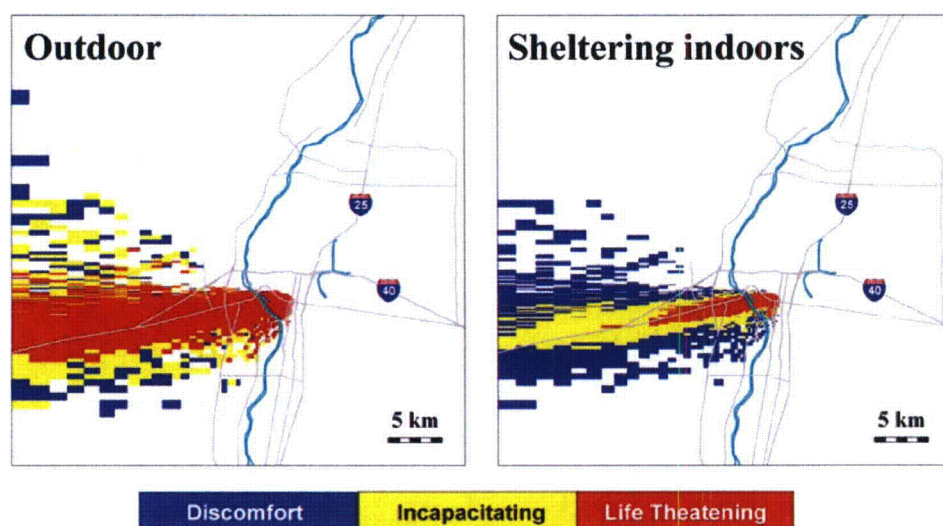 Outdoor
25
40
5 km
Sheltering indoors
25
40
5 km
Discomfort
Incapacitating
Life Theatening